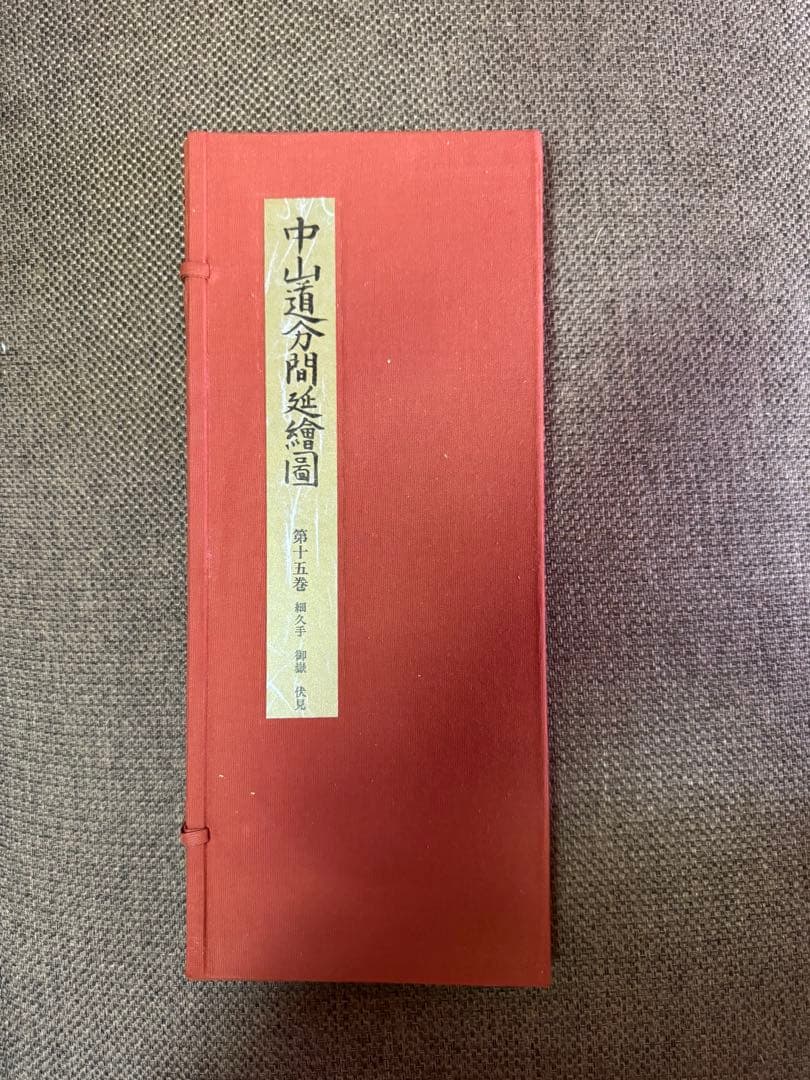 中山道分間延繪圖
第十五巻 細久手 御嶽 伏見